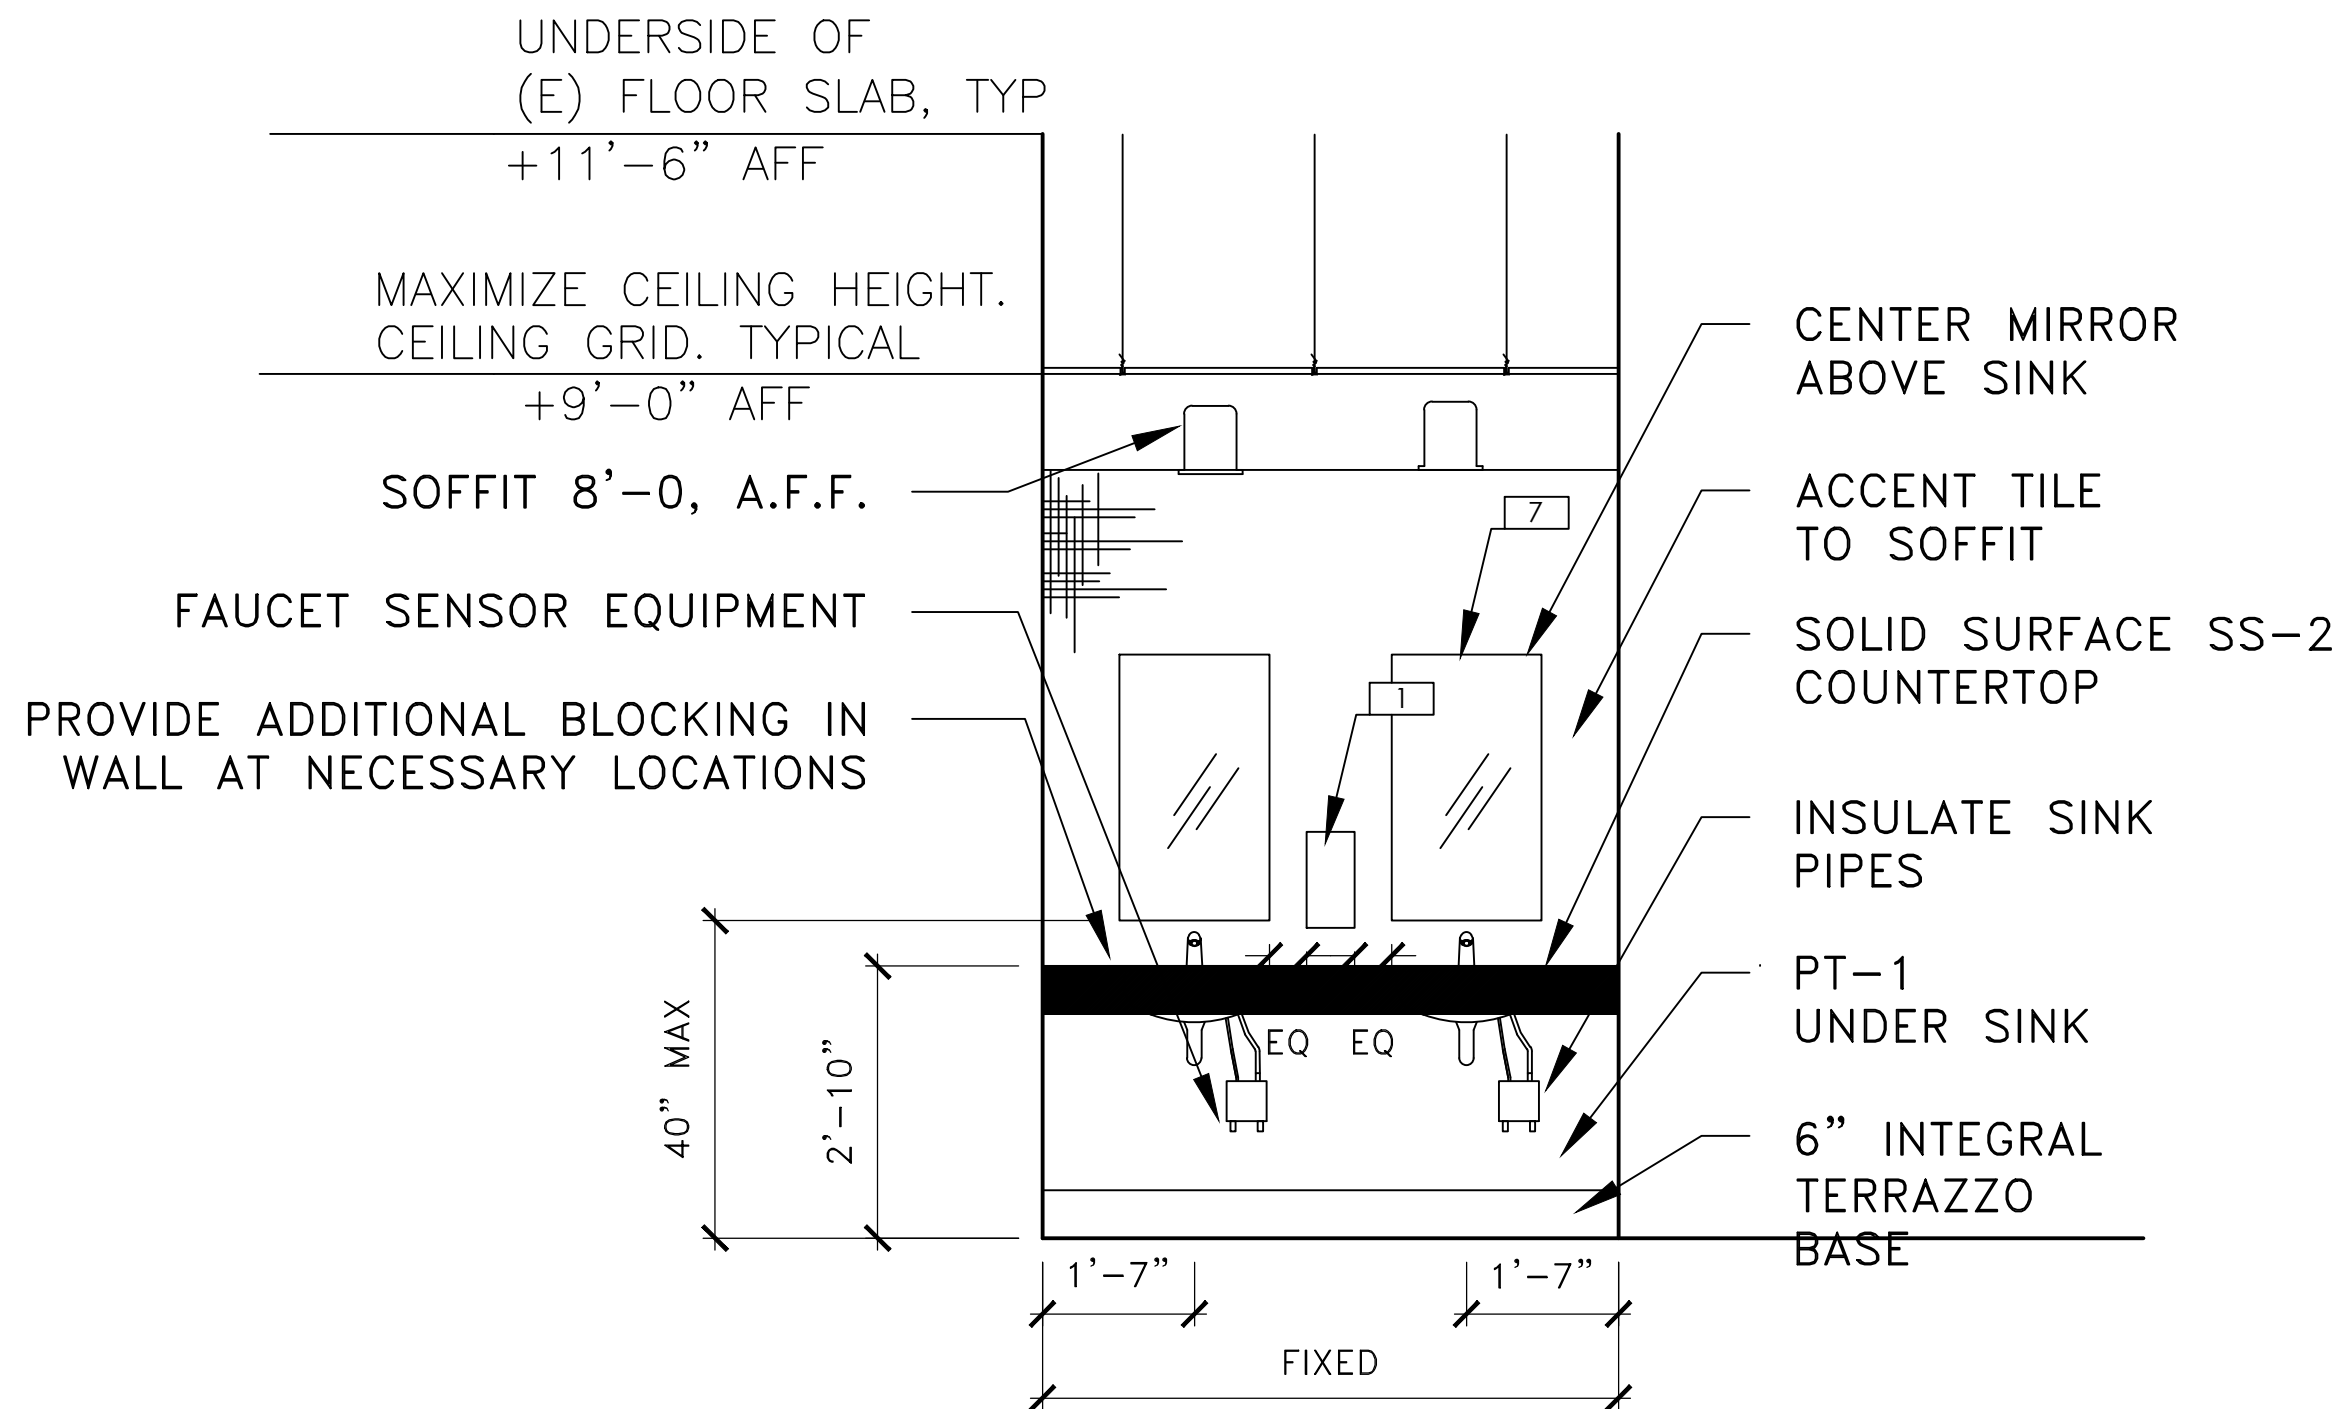 UNDERSIDE OF
(E) FLOOR SLAB, TYP
+11'-6" AFF
MAXIMIZE CEILING HEIGHT.
CEILING GRID. TYPICAL
+9'-0" AFF
SOFFIT 8'-0, A.F.F.
FAUCET SENSOR EQUIPMENT
PROVIDE ADDITIONAL BLOCKING IN
WALL AT NECESSARY LOCATIONS
CENTER MIRROR
ABOVE SINK
ACCENT TILE
TO SOFFIT
SOLID SURFACE SS-2
COUNTERTOP
INSULATE SINK
PIPES
PT-1
UNDER SINK
6" INTEGRAL
TERRAZZO
BASE
7
1
40" MAX
2'-10"
EQ
EQ
1'-7"
1'-7"
FIXED